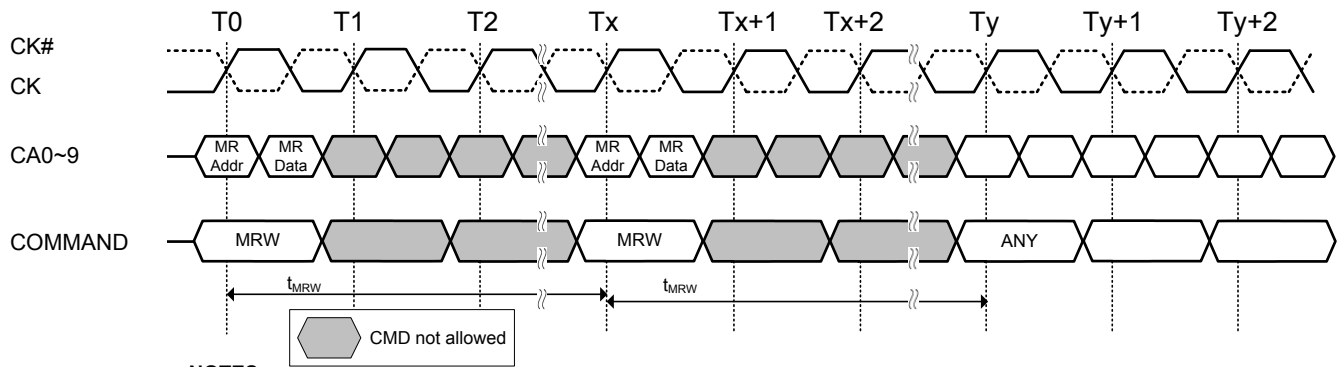 T0 T1 T2 Tx Tx+1 Tx+2 Ty Ty+1 Ty+2
CK#
CK
CA0~9 MR Addr MR Data MR Addr MR Data
COMMAND MRW MRW ANY
tMRW tMRW
CMD not allowed